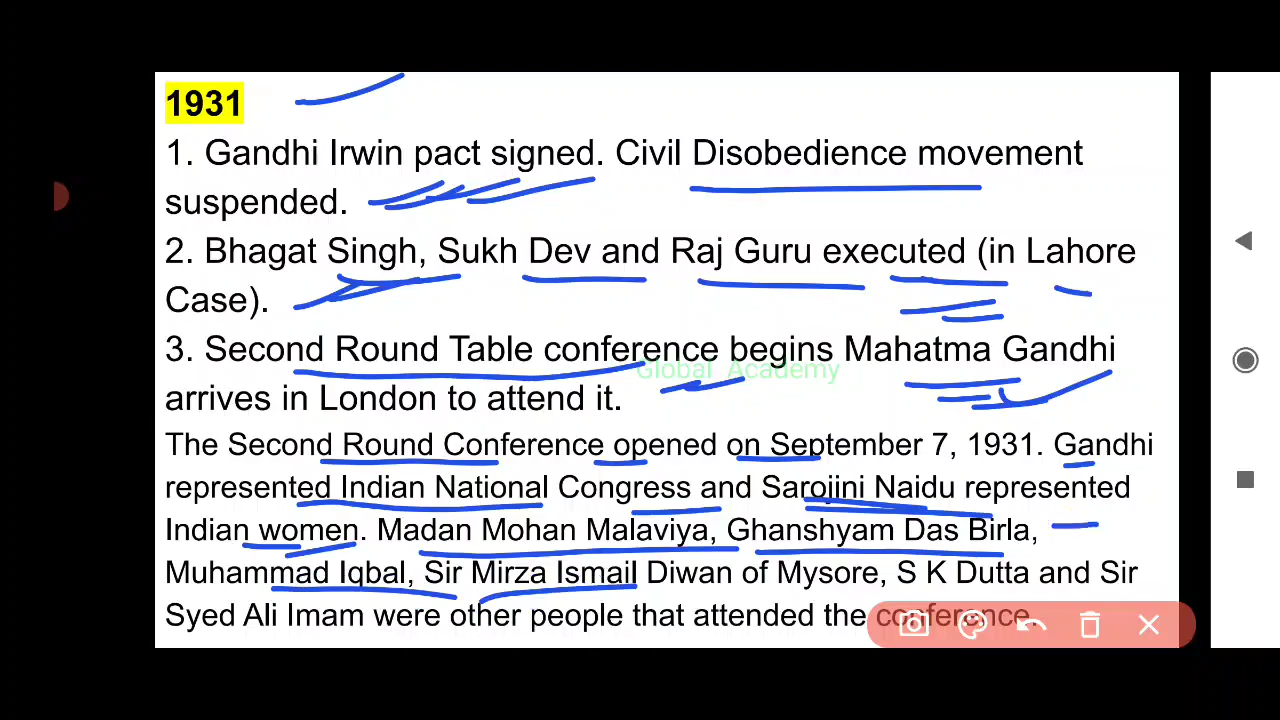 1931
1. Gandhi Irwin pact signed. Civil Disobedience movement
suspended.
2. Bhagat Singh, Sukh Dev and Raj Guru executed (in Lahore
Case).
3. Second Round Table conference begins Mahatma Gandhi
Global Academy
arrives in London to attend it.
The Second Round Conference opened on September 7, 1931. Gandhi
represented Indian National Congress and Sarojini Naidu represented
Indian women. Madan Mohan Malaviya, Ghanshyam Das Birla,
Muhammad Iqbal, Sir Mirza Ismail Diwan of Mysore, S K Dutta and Sir
Syed Ali Imam were other people that attended the conference.